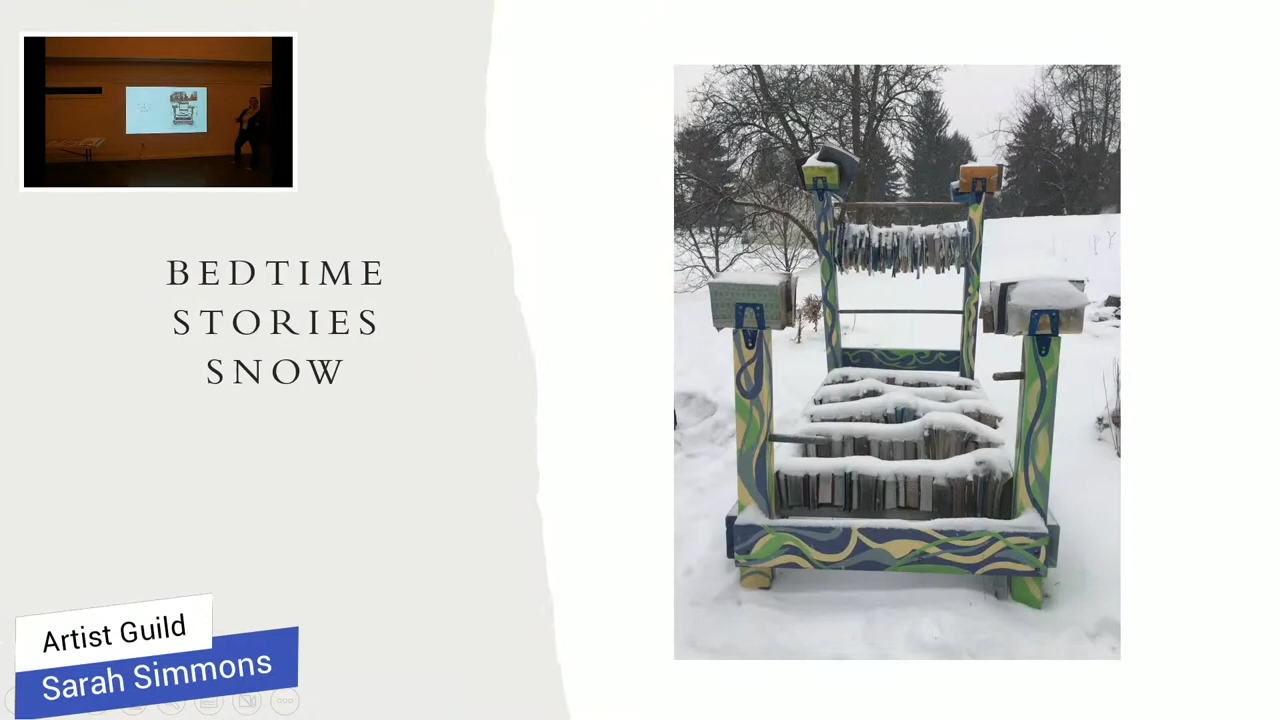 BEDTIME
STORIES
SNOW
Artist Guild
Sarah Simmons